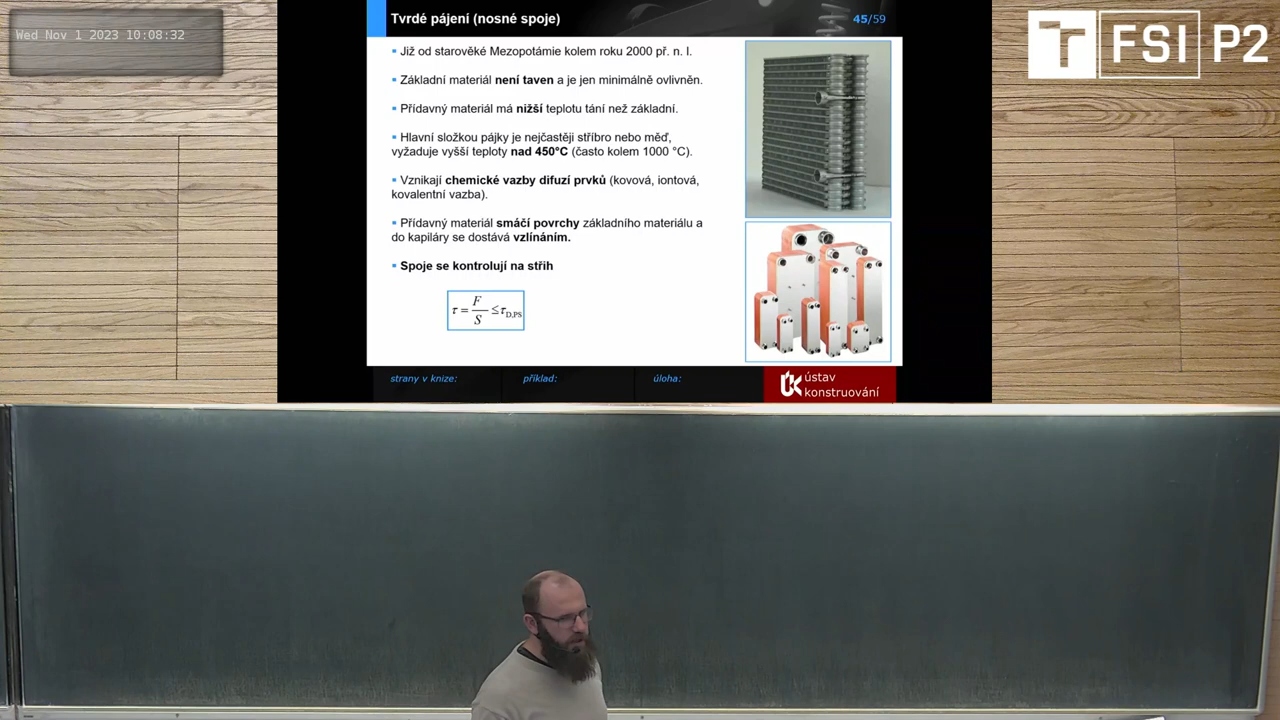 Wed Nov 1 2023 10:08:32
Tvrdé pájení (nosné spoje)
45/59
FSI P2
▪ Již od starověké Mezopotámie kolem roku 2000 př. n. l.
▪ Základní materiál není taven a je jen minimálně ovlivněn.
▪ Přídavný materiál má nižší teplotu tání než základní.
▪ Hlavní složkou pájky je nejčastěji stříbro nebo měď,
vyžaduje vyšší teploty nad 450°C (často kolem 1000 °C).
▪ Vznikají chemické vazby difuzí prvků (kovová, iontová,
kovalentní vazba).
▪ Přídavný materiál smáčí povrchy základního materiálu a
do kapiláry se dostává vzlínáním.
▪ Spoje se kontrolují na střih
τ = F/S ≤ τD,PS
strany v knize:
příklad:
úloha:
ústav
konstruování